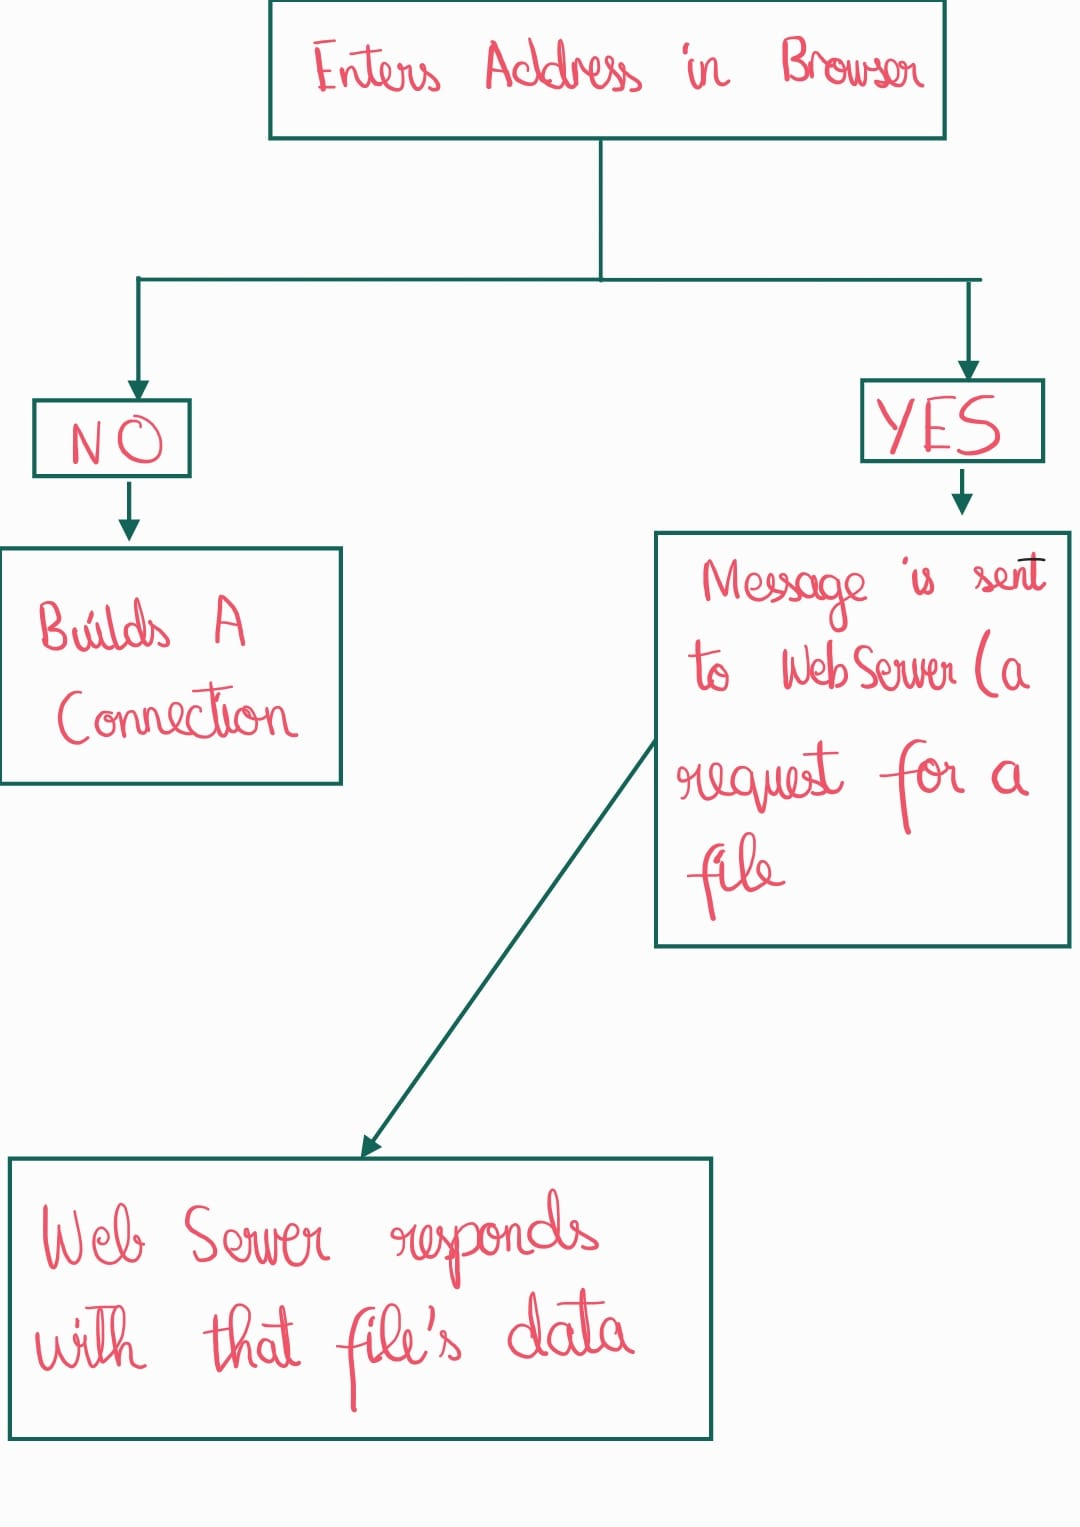 Enters Address in Browser
NO
YES
Builds A
Connection
Message is sent
to WebServer (a
request for a
file
Web Server responds
with that file's data